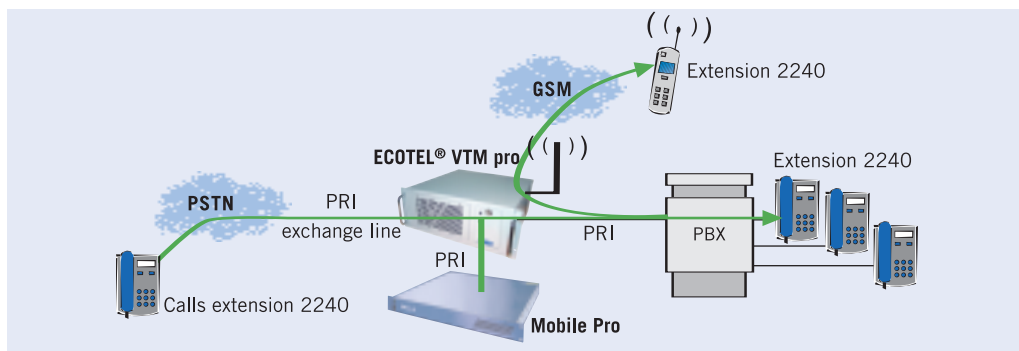 GSM
Extension 2240
ECOTEL® VTM pro
Extension 2240
PSTN
PRI
exchange line
PRI
PBX
PRI
Calls extension 2240
Mobile Pro